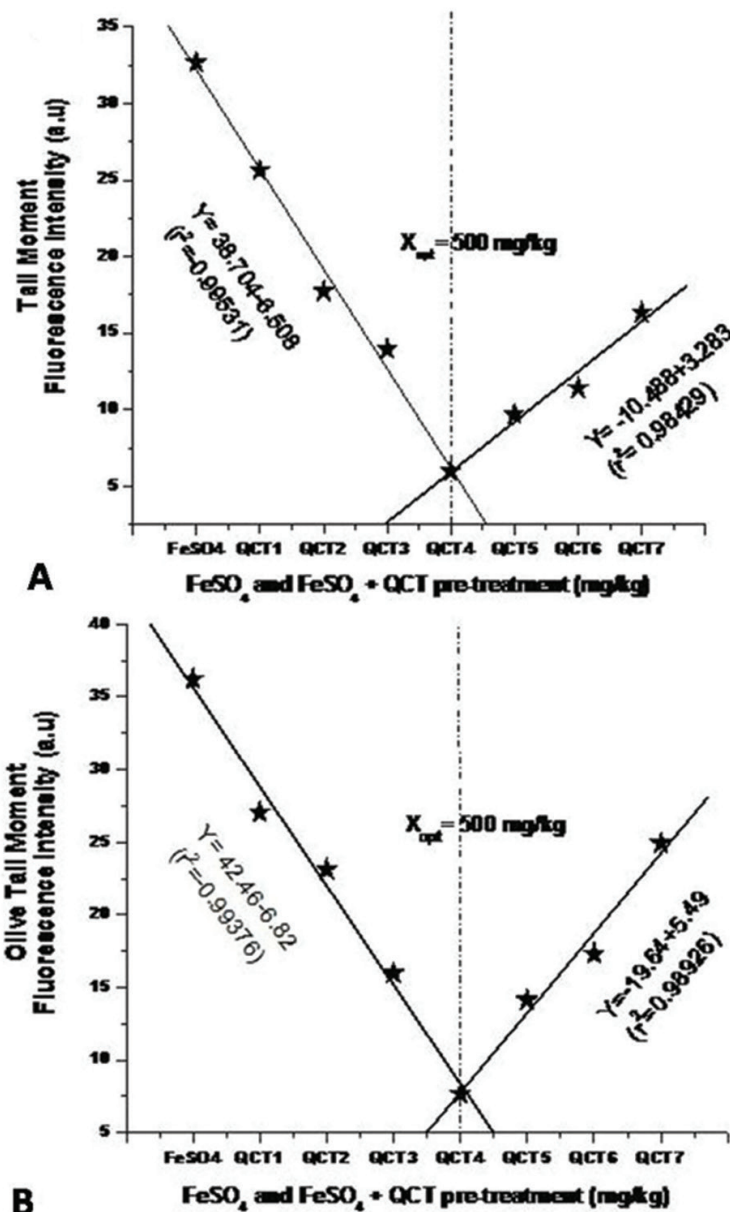 35
30
25
20
15
10
5
Tail Moment
Fluorescence Intensity (a.u)
Y= 38.704-6.508
(r²=-0.99531)
X_opt = 500 mg/kg
Y= -10.488+3.283
(r²= 0.98429)
FeSO4 QCT1 QCT2 QCT3 QCT4 QCT5 QCT6 QCT7
A
FeSO₄ and FeSO₄ + QCT pre-treatment (mg/kg)
40
35
30
25
20
15
10
5
Olive Tail Moment
Fluorescence Intensity (a.u)
Y= 42.46-6.82
(r²=-0.99376)
X_opt = 500 mg/kg
Y=-19.64+5.49
(r²=0.98926)
FeSO4 QCT1 QCT2 QCT3 QCT4 QCT5 QCT6 QCT7
B
FeSO₄ and FeSO₄ + QCT pre-treatment (mg/kg)